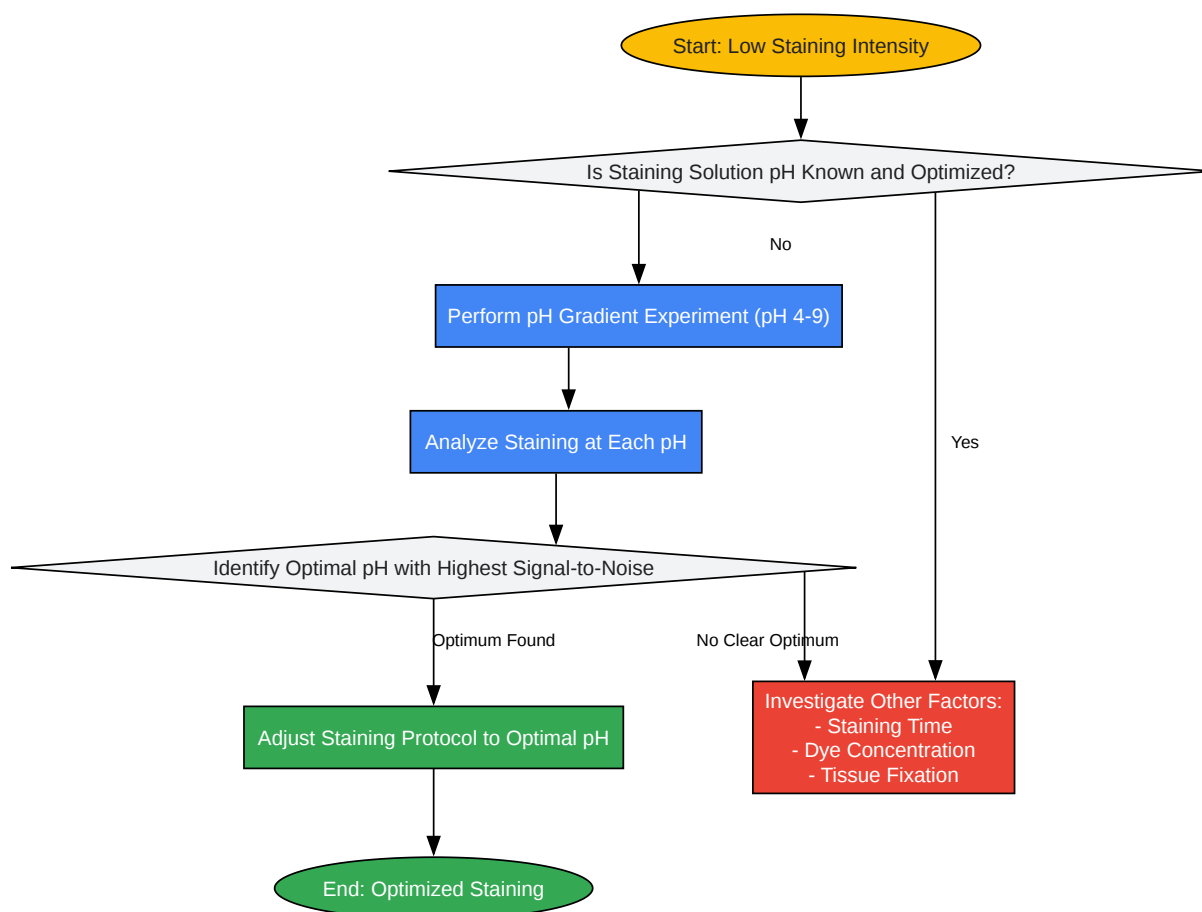 Start: Low Staining Intensity
Is Staining Solution pH Known and Optimized?
No
Perform pH Gradient Experiment (pH 4-9)
Analyze Staining at Each pH
Yes
Identify Optimal pH with Highest Signal-to-Noise
Optimum Found
No Clear Optimum
Adjust Staining Protocol to Optimal pH
Investigate Other Factors:
- Staining Time
- Dye Concentration
- Tissue Fixation
End: Optimized Staining